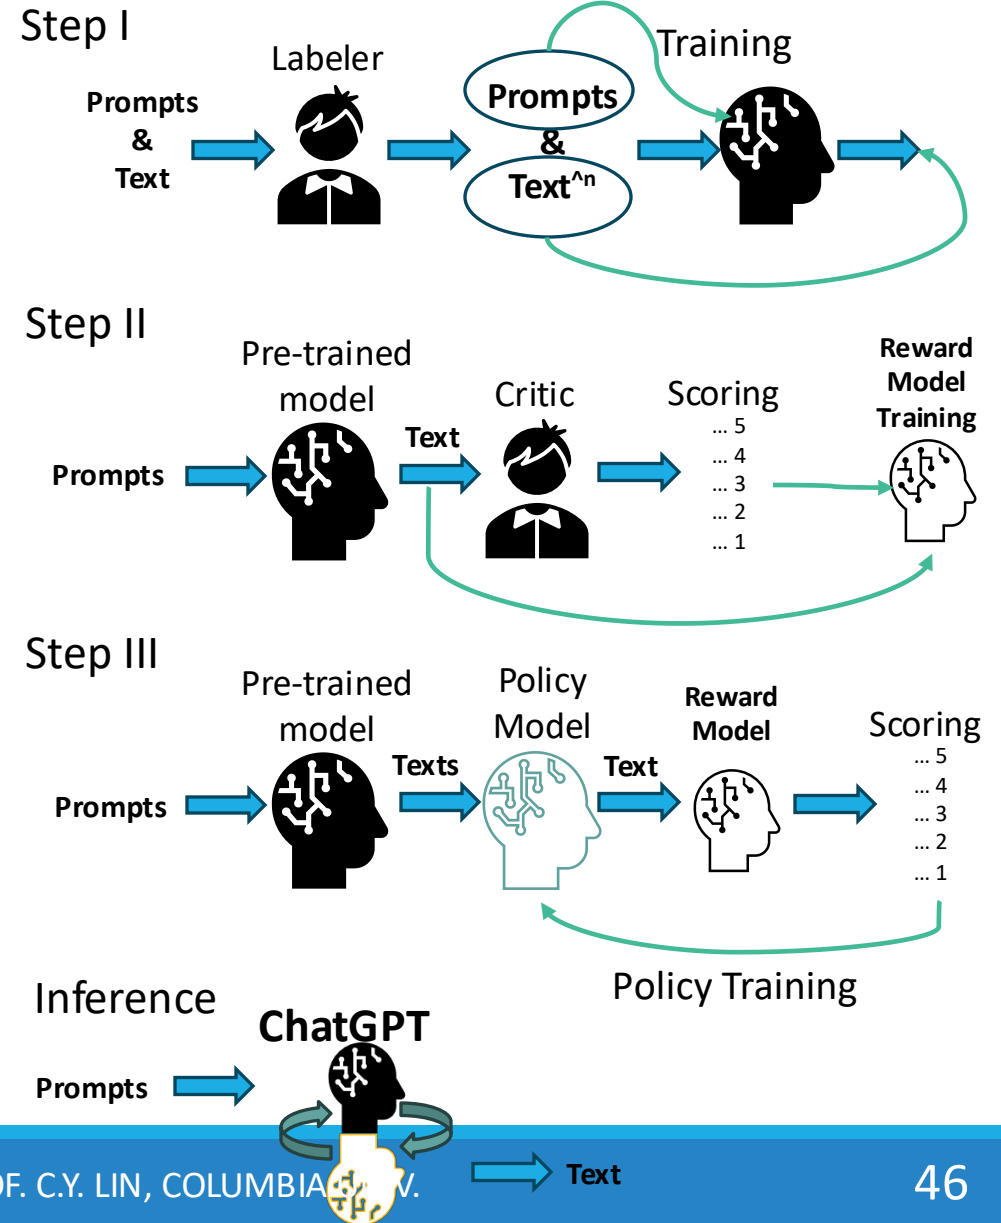 Step I
Labeler
Training
Prompts
&
Text
Prompts
&
Text^n
Step II
Pre-trained
model
Critic
Scoring
Reward
Model
Training
Prompts
Text
... 5
... 4
... 3
... 2
... 1
Step III
Pre-trained
model
Policy
Model
Reward
Model
Scoring
Prompts
Texts
Text
... 5
... 4
... 3
... 2
... 1
Policy Training
Inference
ChatGPT
Prompts
Text
F. C.Y. LIN, COLUMBIA
46